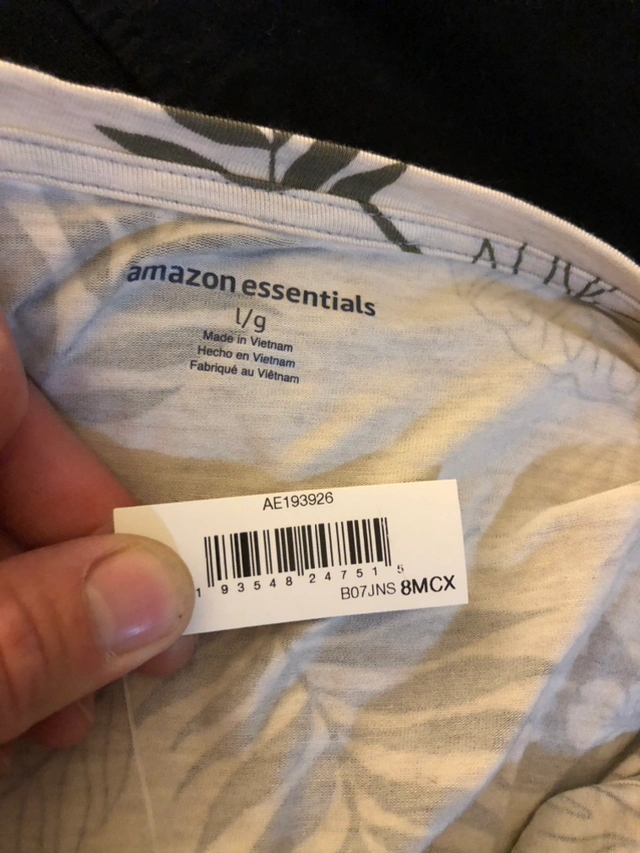 amazon essentials
l/g
Made in Vietnam
Hecho en Vietnam
Fabriqué au Viêtnam
AE193926
1 93548 24751 5
B07JNS 8MCX